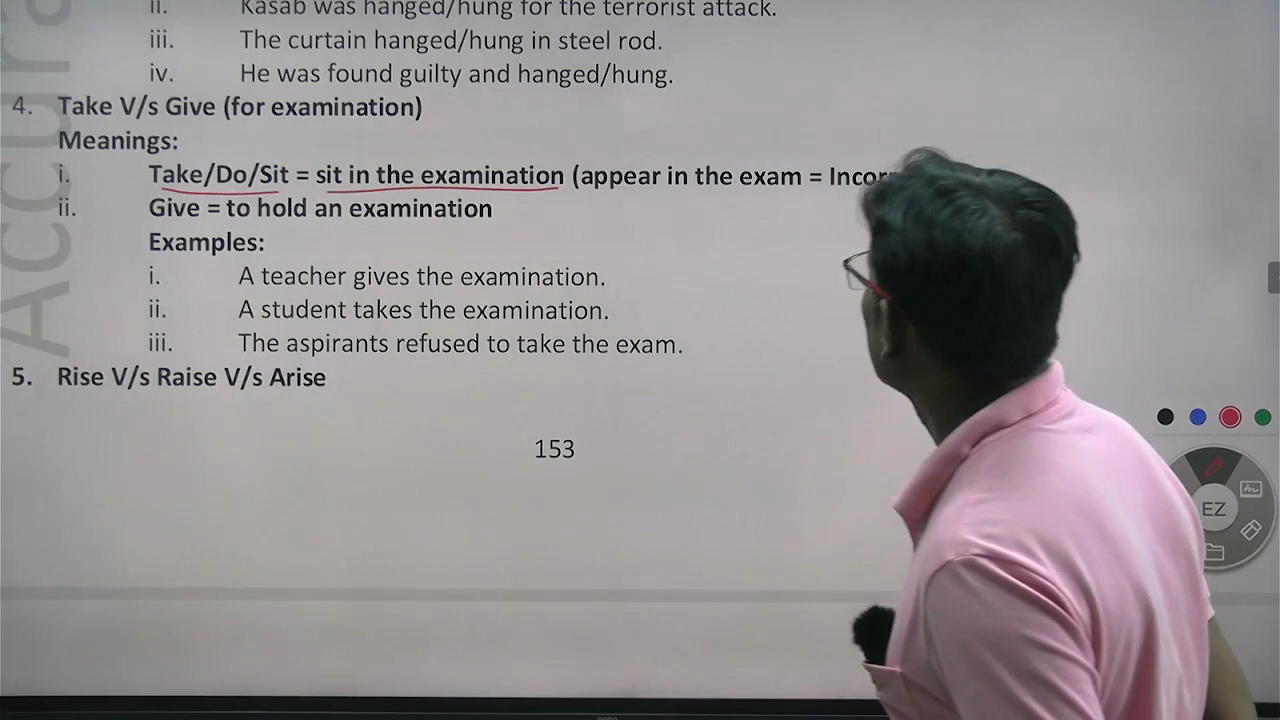 ii. Kasab was hanged/hung for the terrorist attack.
iii. The curtain hanged/hung in steel rod.
iv. He was found guilty and hanged/hung.
4. Take V/s Give (for examination)
Meanings:
i. Take/Do/Sit = sit in the examination (appear in the exam =
ii. Give = to hold an examination
Examples:
i. A teacher gives the examination.
ii. A student takes the examination.
iii. The aspirants refused to take the exam.
5. Rise V/s Raise V/s Arise
153
EZ